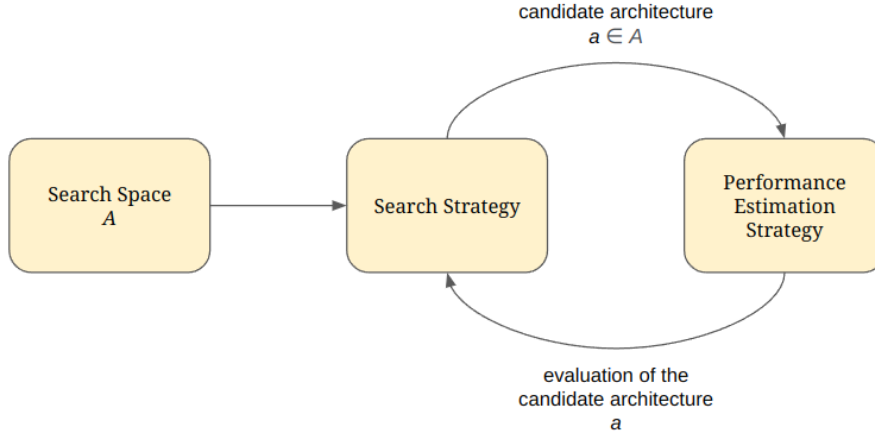 candidate architecture
a ∈ A
Search Space
A
Search Strategy
Performance
Estimation
Strategy
evaluation of the
candidate architecture
a